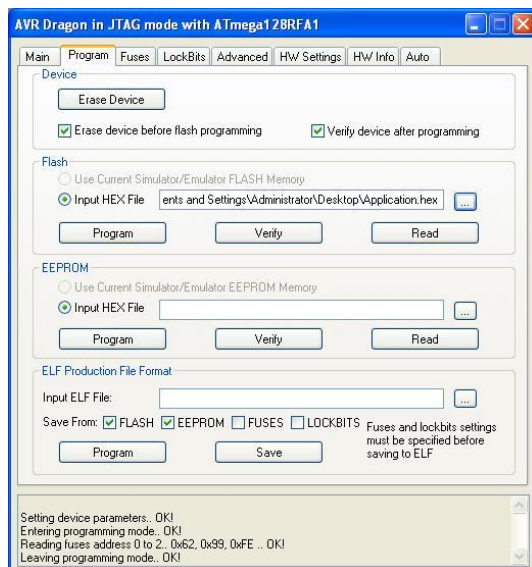 AVR Dragon in JTAG mode with ATmega128RFA1
Main Program Fuses LockBits Advanced HW Settings HW Info Auto
Device
Erase Device
Erase device before flash programming Verify device after programming
Flash
Use Current Simulator/Emulator FLASH Memory
Input HEX File ents and Settings\Administrator\Desktop\Application.hex ...
Program Verify Read
EEPROM
Use Current Simulator/Emulator EEPROM Memory
Input HEX File ...
Program Verify Read
ELF Production File Format
Input ELF File: ...
Save From: FLASH EEPROM FUSES LOCKBITS Fuses and lockbits settings
must be specified before
Program Save saving to ELF
Setting device parameters.. OK!
Entering programming mode.. OK!
Reading fuses address 0 to 2.. 0x62, 0x99, 0xFE .. OK!
Leaving programming mode.. OK!